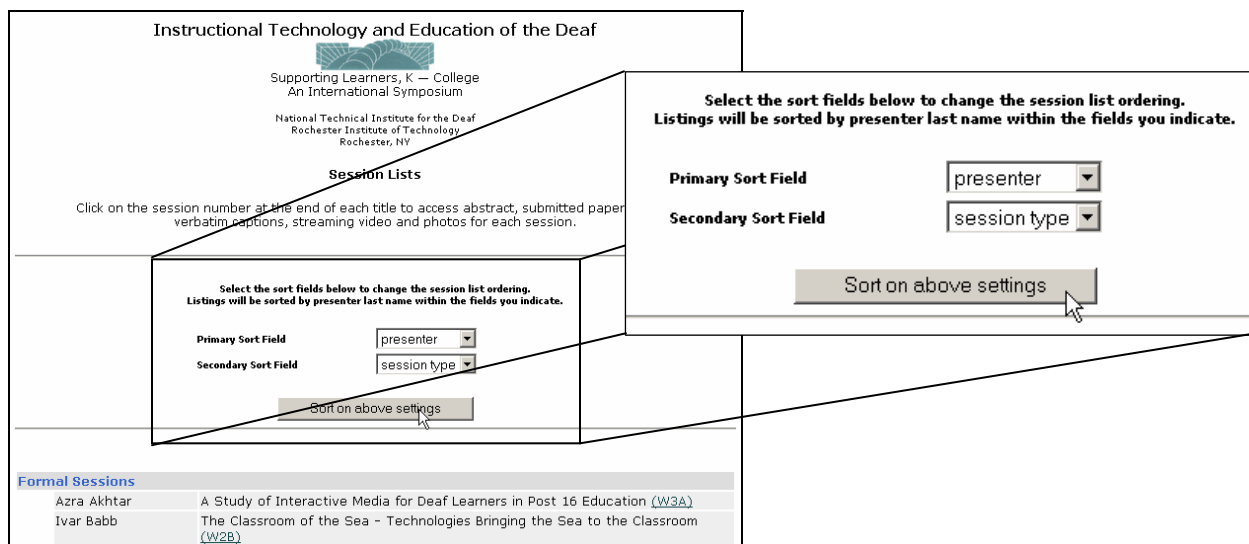 Instructional Technology and Education of the Deaf
Supporting Learners, K — College
An International Symposium
National Technical Institute for the Deaf
Rochester Institute of Technology
Rochester, NY
Session Lists
Click on the session number at the end of each title to access abstract, submitted paper
verbatim captions, streaming video and photos for each session.
Select the sort fields below to change the session list ordering.
Listings will be sorted by presenter last name within the fields you indicate.
Primary Sort Field presenter
Secondary Sort Field session type
Sort on above settings
Formal Sessions
Azra Akhtar A Study of Interactive Media for Deaf Learners in Post 16 Education (W3A)
Ivar Babb The Classroom of the Sea - Technologies Bringing the Sea to the Classroom
(W2B)
Select the sort fields below to change the session list ordering.
Listings will be sorted by presenter last name within the fields you indicate.
Primary Sort Field presenter
Secondary Sort Field session type
Sort on above settings